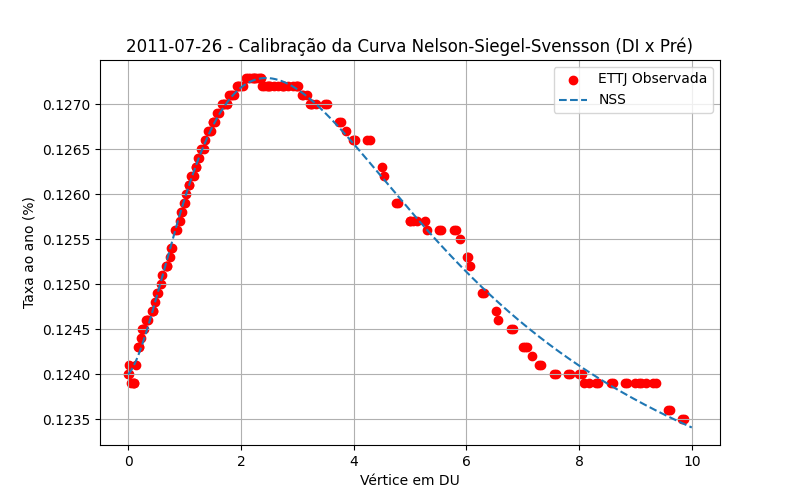 2011-07-26 - Calibração da Curva Nelson-Siegel-Svensson (DI x Pré)
ETTJ Observada
NSS
Taxa ao ano (%)
0.1270
0.1265
0.1260
0.1255
0.1250
0.1245
0.1240
0.1235
0 2 4 6 8 10
Vértice em DU